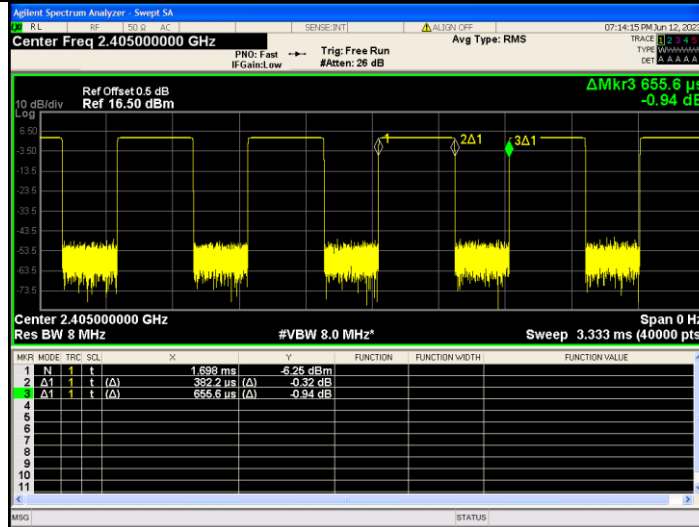 Agilent Spectrum Analyzer - Swept SA
RL RF 50 Ω AC SENSE:INT ALIGN OFF 07:14:15 PM Jun 12, 2023
Center Freq 2.405000000 GHz Avg Type: RMS TRACE 1 2 3 4 5
PNO: Fast Trig: Free Run TYPE
IFGain:Low #Atten: 26 dB DET A A A A A
ΔMkr3 655.6 µs
-0.94 dB
Ref Offset 0.5 dB
10 dB/div Ref 16.50 dBm
Log
6.50
-3.50
-13.5
-23.5
-33.5
-43.5
-53.5
-63.5
-73.5
1 2Δ1 3Δ1
Center 2.405000000 GHz Span 0 Hz
Res BW 8 MHz #VBW 8.0 MHz* Sweep 3.333 ms (40000 pts
MKR MODE TRC SCL X Y FUNCTION FUNCTION WIDTH FUNCTION VALUE
1 N 1 t 1.698 ms -6.25 dBm
2 Δ1 1 t (Δ) 382.2 µs (Δ) -0.32 dB
3 Δ1 1 t (Δ) 655.6 µs (Δ) -0.94 dB
4
5
6
7
8
9
10
11
MSG STATUS